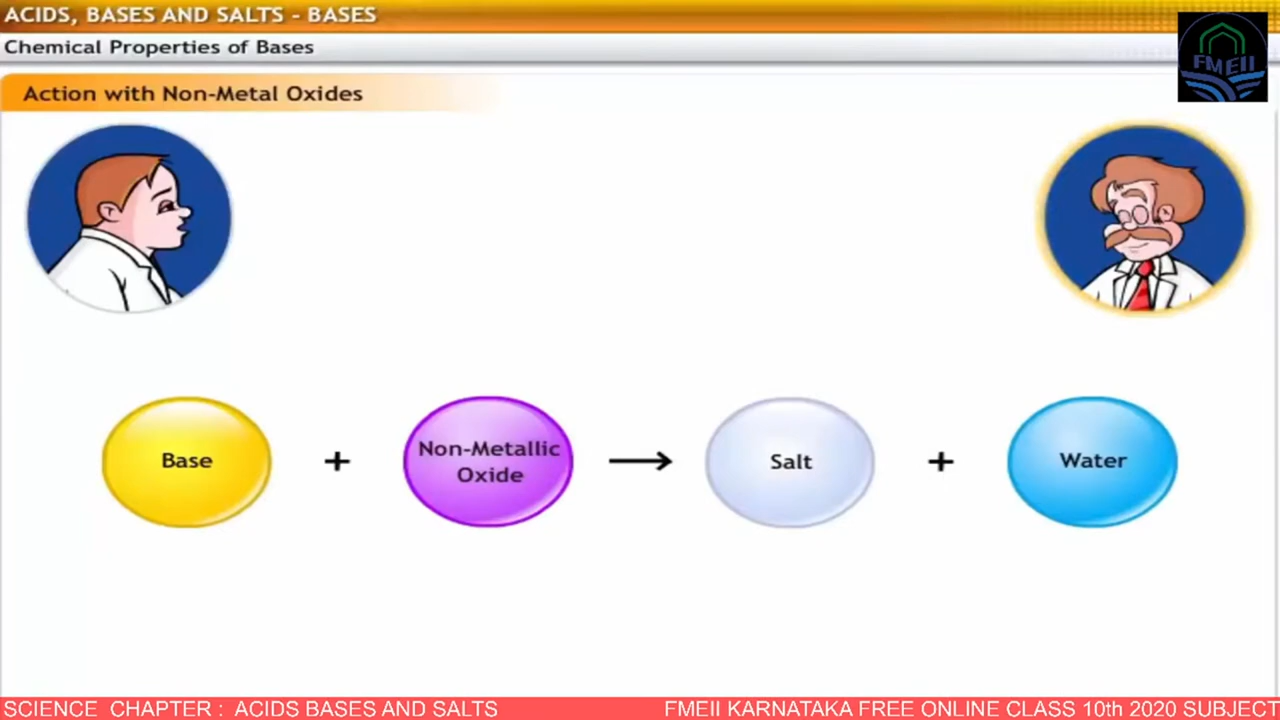 ACIDS, BASES AND SALTS - BASES
Chemical Properties of Bases
FMEII
Action with Non-Metal Oxides
Base + Non-Metallic Oxide → Salt + Water
SCIENCE CHAPTER : ACIDS BASES AND SALTS FMEII KARNATAKA FREE ONLINE CLASS 10th 2020 SUBJECT